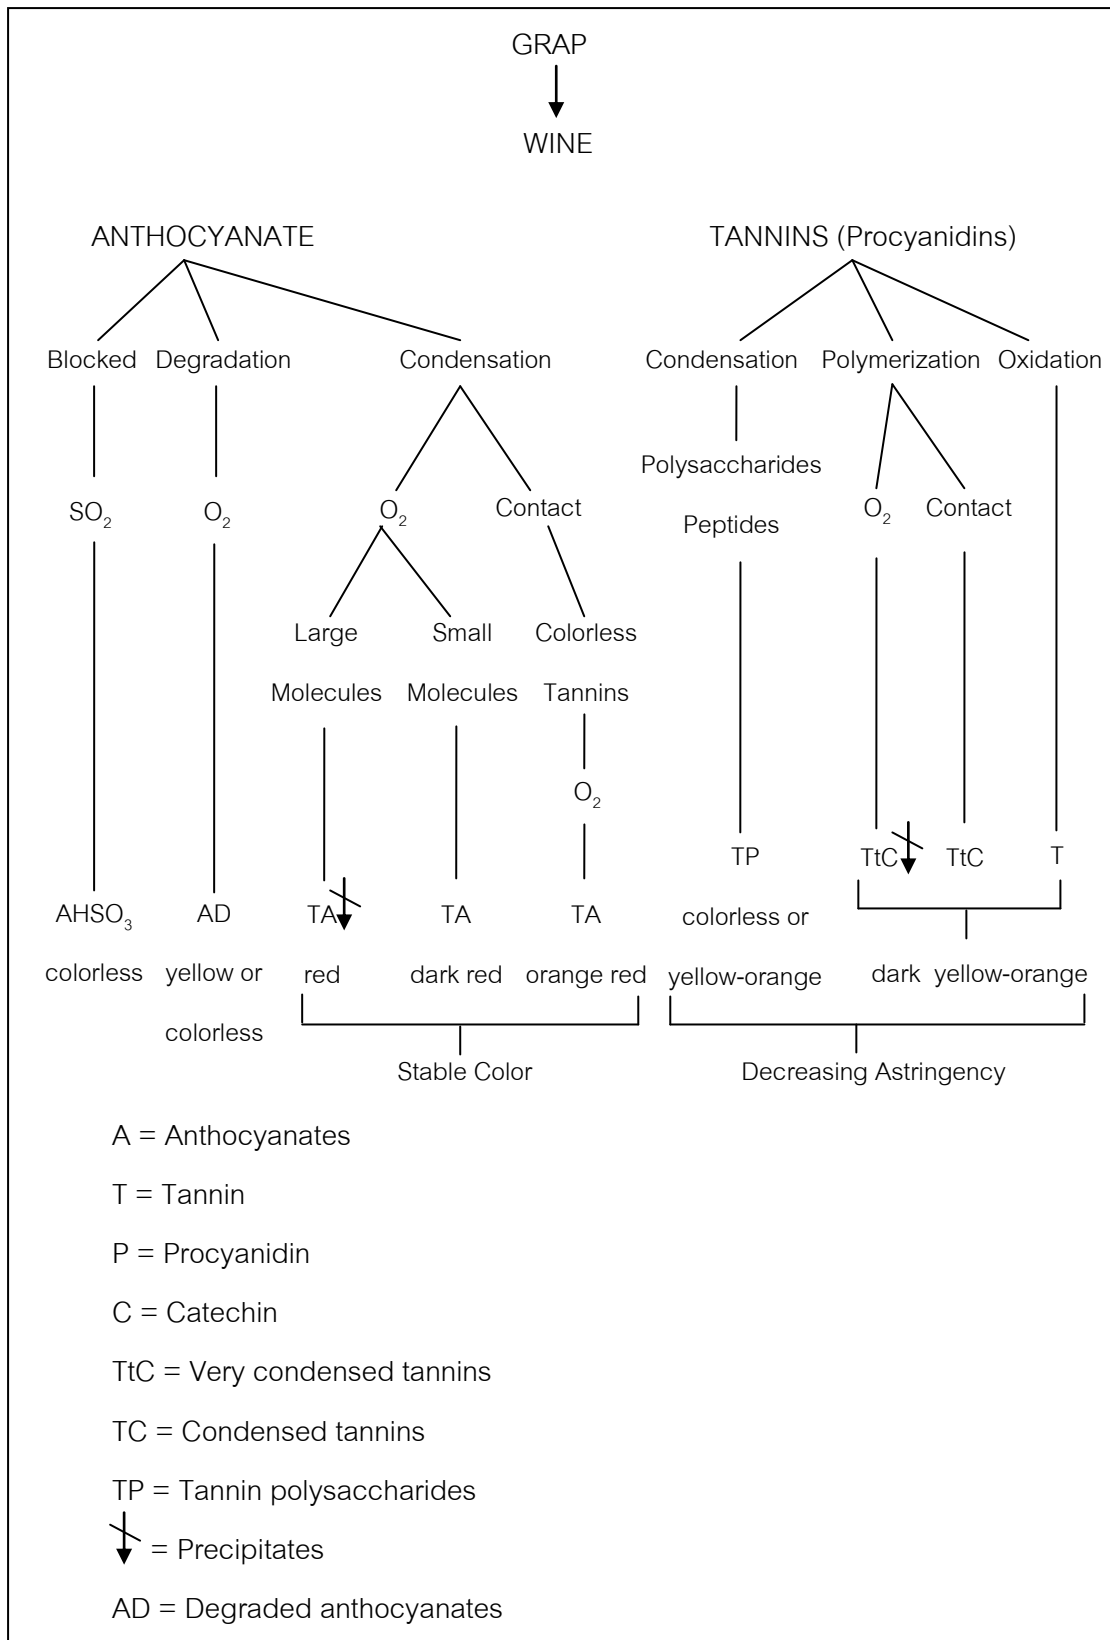 GRAP
WINE
ANTHOCYANATE TANNINS (Procyanidins)
Blocked Degradation Condensation Condensation Polymerization Oxidation
Polysaccharides
SO₂ O₂ O₂ Contact O₂ Contact
Peptides
Large Small Colorless
Molecules Molecules Tannins
O₂
TP TtC TtC T
AHSO₃ AD TA TA TA
colorless or
colorless yellow or red dark red orange red yellow-orange dark yellow-orange
colorless
Stable Color Decreasing Astringency
A = Anthocyanates
T = Tannin
P = Procyanidin
C = Catechin
TtC = Very condensed tannins
TC = Condensed tannins
TP = Tannin polysaccharides
= Precipitates
AD = Degraded anthocyanates